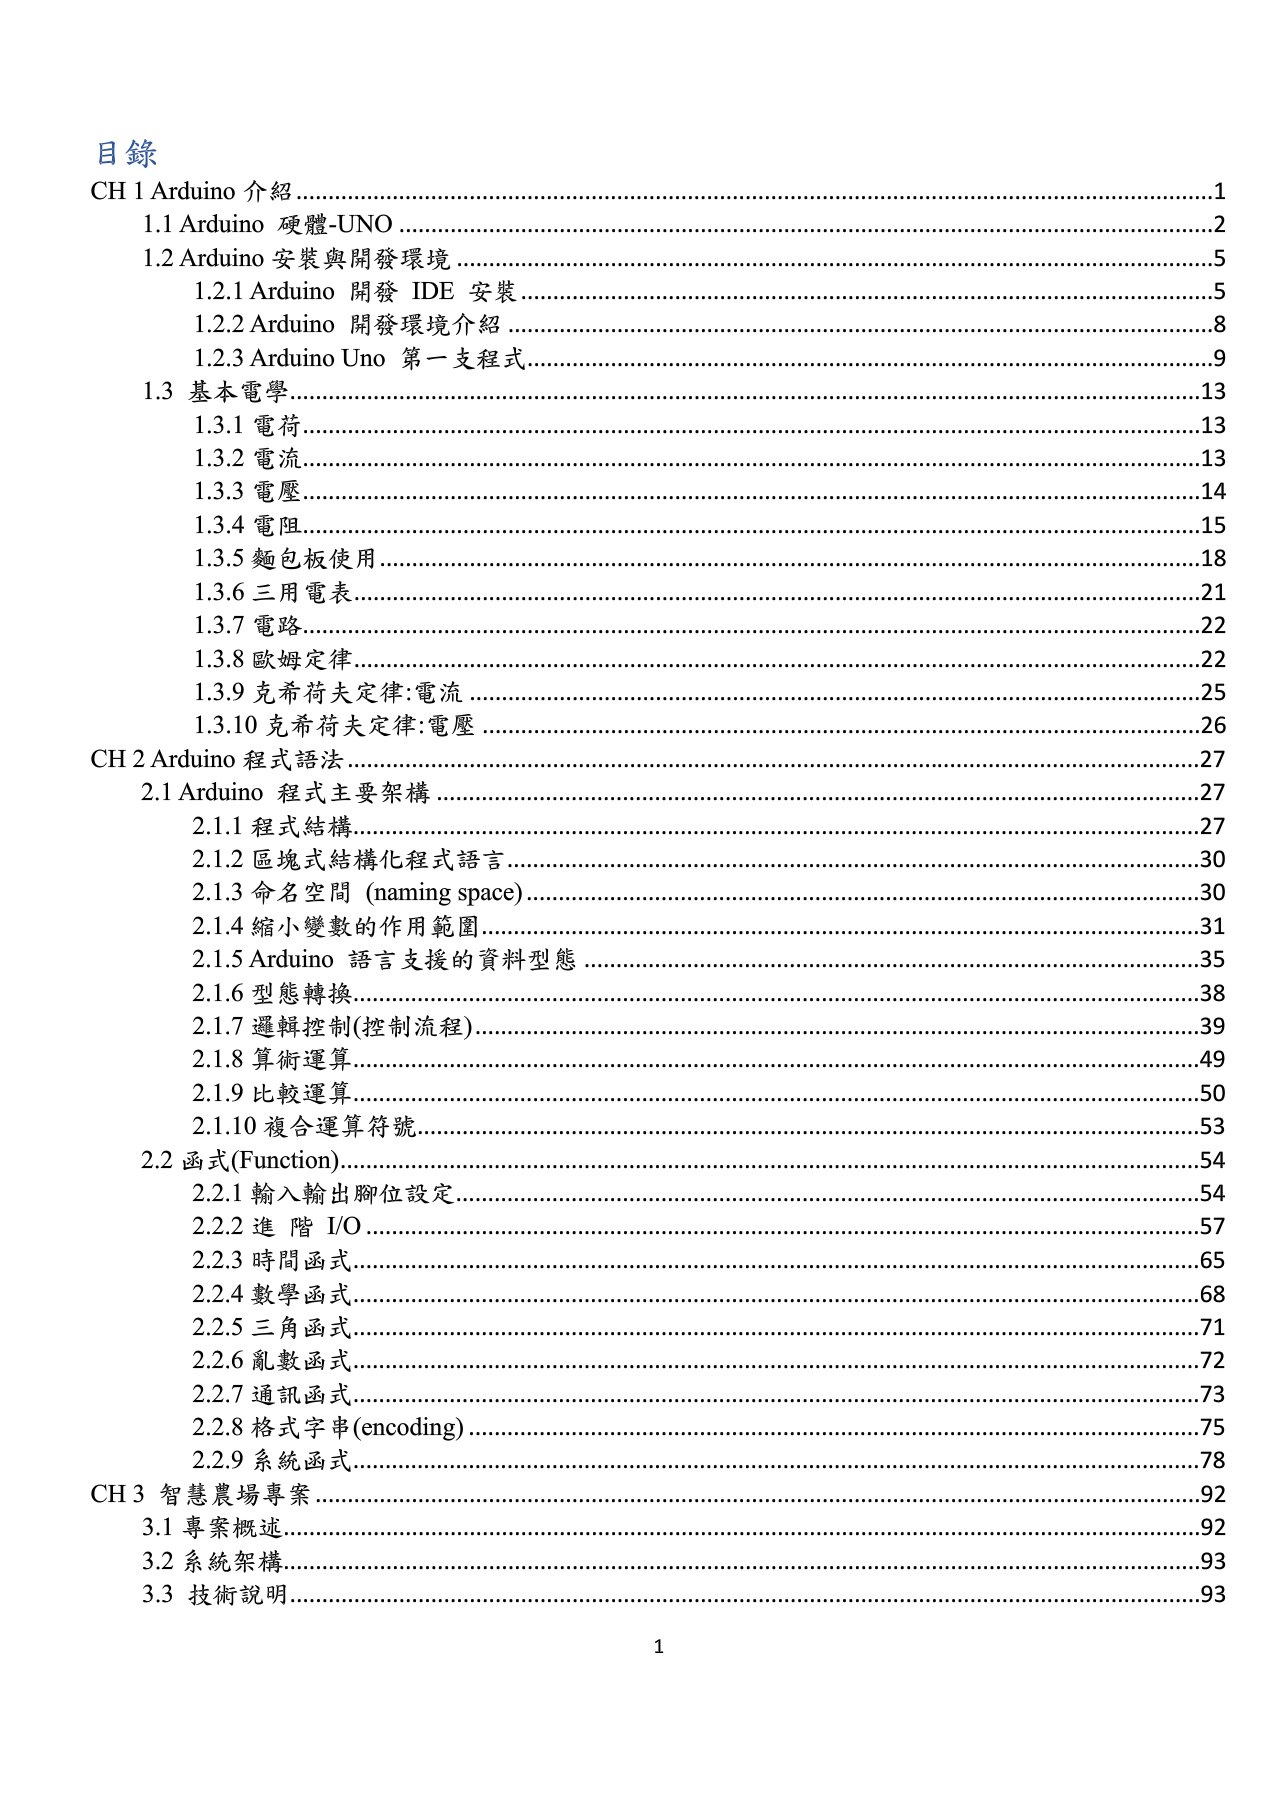 目錄
CH 1 Arduino 介紹........................................1
1.1 Arduino 硬體-UNO........................................2
1.2 Arduino 安裝與開發環境........................................5
1.2.1 Arduino 開發 IDE 安裝........................................5
1.2.2 Arduino 開發環境介紹........................................8
1.2.3 Arduino Uno 第一支程式........................................9
1.3 基本電學........................................13
1.3.1 電荷........................................13
1.3.2 電流........................................13
1.3.3 電壓........................................14
1.3.4 電阻........................................15
1.3.5 麵包板使用........................................18
1.3.6 三用電表........................................21
1.3.7 電路........................................22
1.3.8 歐姆定律........................................22
1.3.9 克希荷夫定律:電流........................................25
1.3.10 克希荷夫定律:電壓........................................26
CH 2 Arduino 程式語法........................................27
2.1 Arduino 程式主要架構........................................27
2.1.1 程式結構........................................27
2.1.2 區塊式結構化程式語言........................................30
2.1.3 命名空間 (naming space)........................................30
2.1.4 縮小變數的作用範圍........................................31
2.1.5 Arduino 語言支援的資料型態........................................35
2.1.6 型態轉換........................................38
2.1.7 邏輯控制(控制流程)........................................39
2.1.8 算術運算........................................49
2.1.9 比較運算........................................50
2.1.10 複合運算符號........................................53
2.2 函式(Function)........................................54
2.2.1 輸入輸出腳位設定........................................54
2.2.2 進 階 I/O........................................57
2.2.3 時間函式........................................65
2.2.4 數學函式........................................68
2.2.5 三角函式........................................71
2.2.6 亂數函式........................................72
2.2.7 通訊函式........................................73
2.2.8 格式字串(encoding)........................................75
2.2.9 系統函式........................................78
CH 3 智慧農場專案........................................92
3.1 專案概述........................................92
3.2 系統架構........................................93
3.3 技術說明........................................93
1